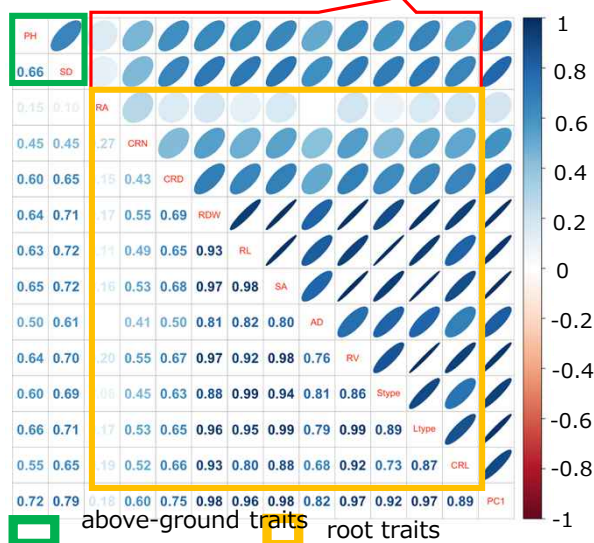 PH 1
0.66 SD 0.8
0.15 0.10 RA
0.45 0.45 0.27 CRN 0.6
0.60 0.65 0.15 0.43 CRD 0.4
0.64 0.71 0.17 0.55 0.69 RDW
0.63 0.72 0.11 0.49 0.65 0.93 RL 0.2
0.65 0.72 0.16 0.53 0.68 0.97 0.98 SA 0
0.50 0.61 0.41 0.50 0.81 0.82 0.80 AD -0.2
0.64 0.70 0.20 0.55 0.67 0.97 0.92 0.98 0.76 RV
0.60 0.69 0.45 0.63 0.88 0.99 0.94 0.81 0.86 Stype -0.4
0.66 0.71 0.17 0.53 0.65 0.96 0.95 0.99 0.79 0.99 0.89 Ltype -0.6
0.55 0.65 0.19 0.52 0.66 0.93 0.80 0.88 0.68 0.92 0.73 0.87 CRL -0.8
0.72 0.79 0.18 0.60 0.75 0.98 0.96 0.98 0.82 0.97 0.92 0.97 0.89 PC1 -1
above-ground traits root traits